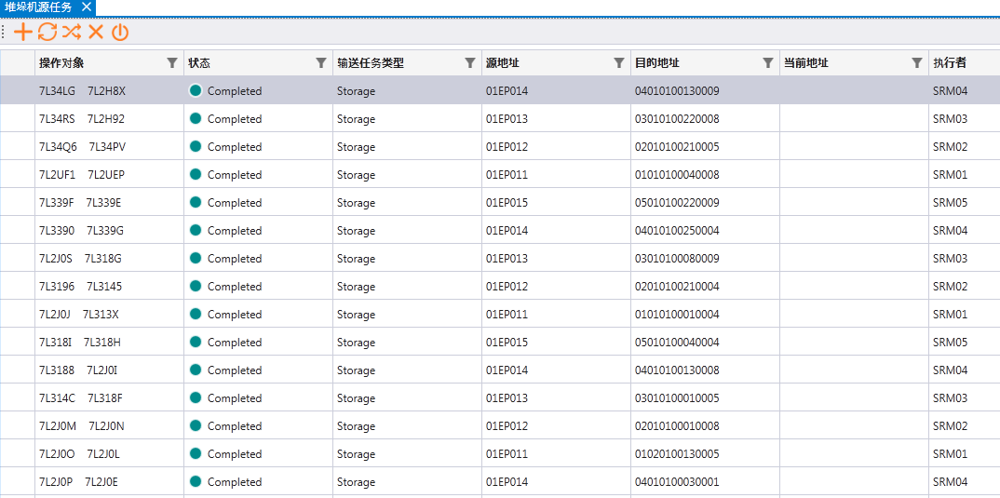 堆垛机源任务
操作对象 状态 输送任务类型 源地址 目的地址 当前地址 执行者
7L34LG 7L2H8X Completed Storage 01EP014 04010100130009 SRM04
7L34RS 7L2H92 Completed Storage 01EP013 03010100220008 SRM03
7L34Q6 7L34PV Completed Storage 01EP012 02010100210005 SRM02
7L2UF1 7L2UEP Completed Storage 01EP011 01010100040008 SRM01
7L339F 7L339E Completed Storage 01EP015 05010100220009 SRM05
7L3390 7L339G Completed Storage 01EP014 04010100250004 SRM04
7L2J0S 7L318G Completed Storage 01EP013 03010100080009 SRM03
7L3196 7L3145 Completed Storage 01EP012 02010100210004 SRM02
7L2J0J 7L313X Completed Storage 01EP011 01010100010004 SRM01
7L318I 7L318H Completed Storage 01EP015 05010100040004 SRM05
7L3188 7L2J0I Completed Storage 01EP014 04010100130008 SRM04
7L314C 7L318F Completed Storage 01EP013 03010100010005 SRM03
7L2J0M 7L2J0N Completed Storage 01EP012 02010100010008 SRM02
7L2J0O 7L2J0L Completed Storage 01EP011 01020100130005 SRM01
7L2J0P 7L2J0E Completed Storage 01EP014 04010100030001 SRM04